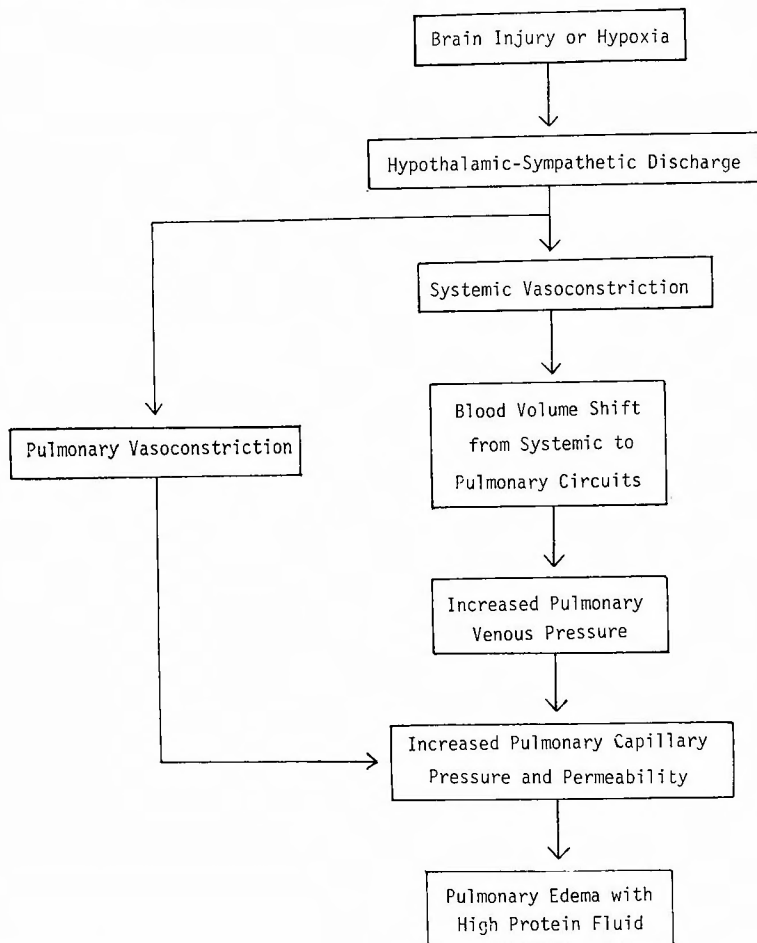 Brain Injury or Hypoxia
Hypothalamic-Sympathetic Discharge
Systemic Vasoconstriction
Blood Volume Shift
from Systemic to
Pulmonary Circuits
Pulmonary Vasoconstriction
Increased Pulmonary
Venous Pressure
Increased Pulmonary Capillary
Pressure and Permeability
Pulmonary Edema with
High Protein Fluid